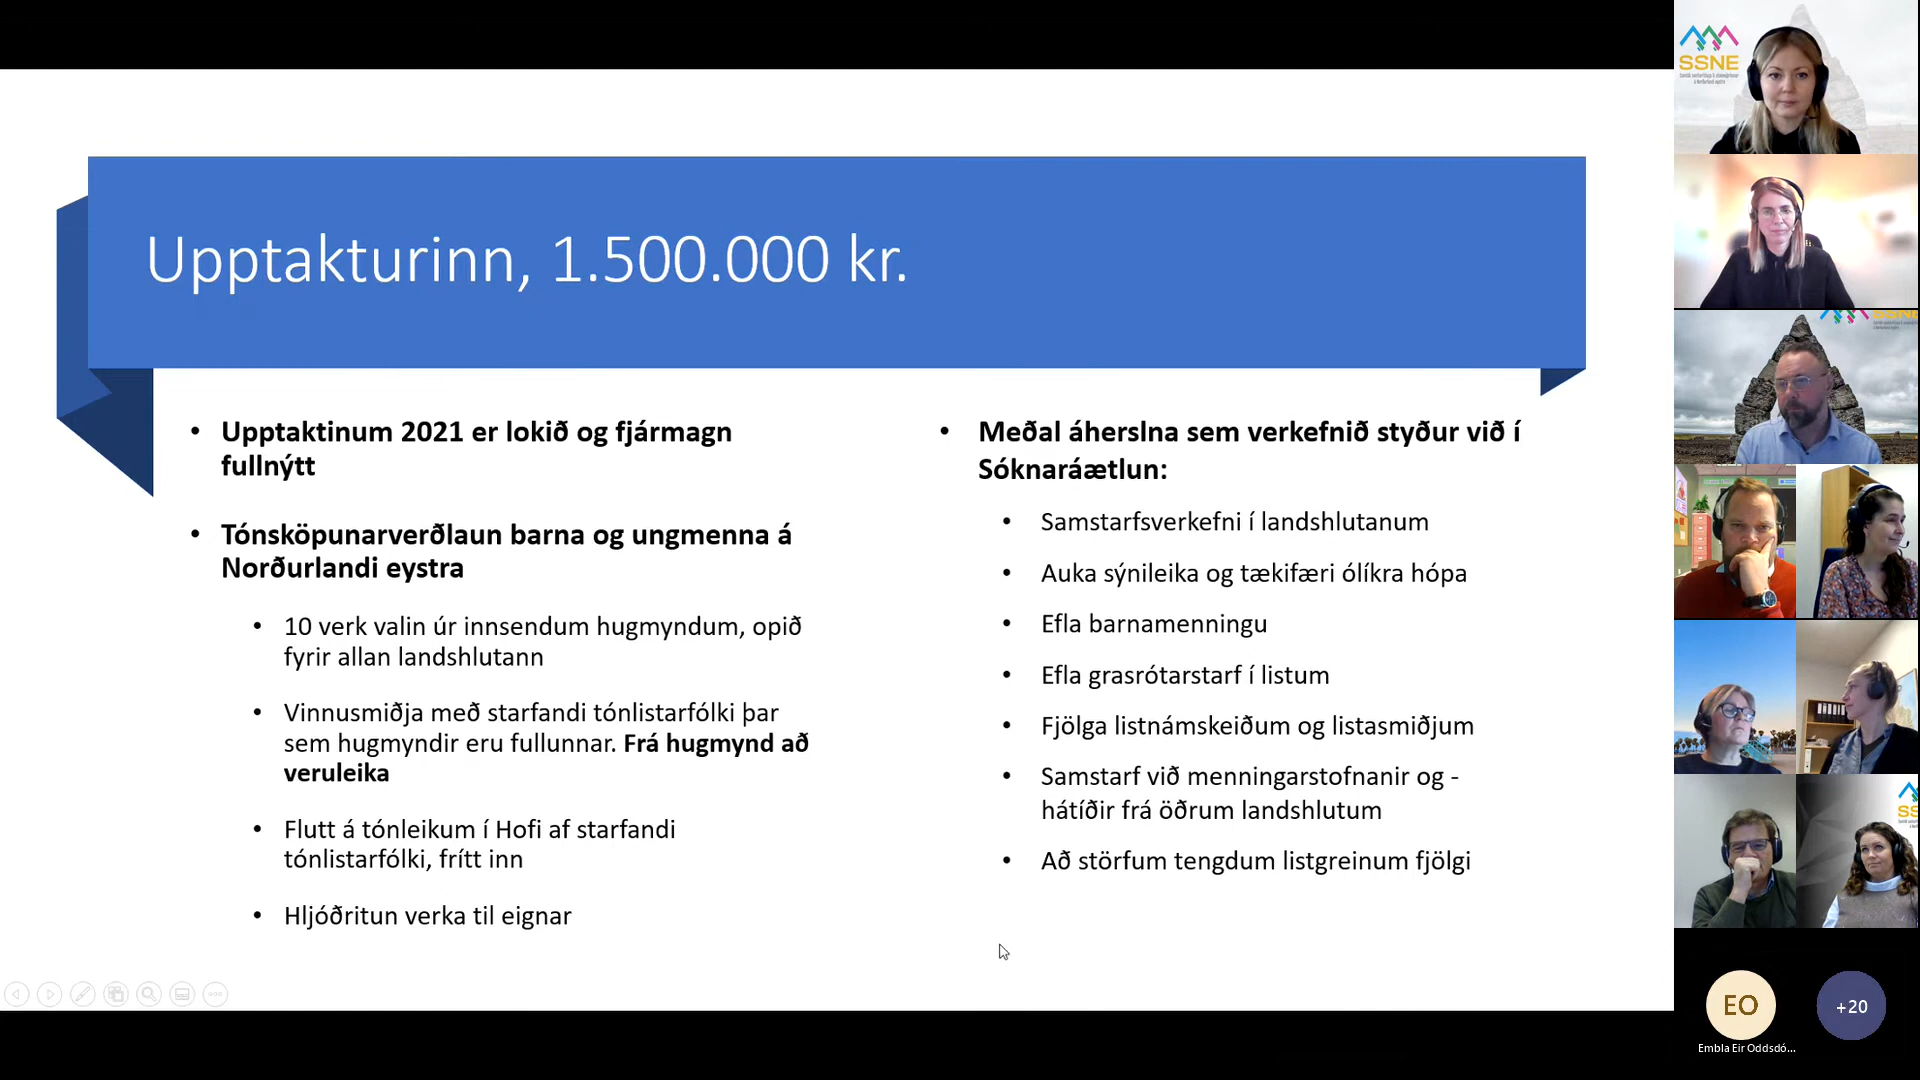 Upptakturinn, 1.500.000 kr.
• Upptaktinum 2021 er lokið og fjármagn
fullnýtt
• Tónsköpunarverðlaun barna og ungmenna á
Norðurlandi eystra
• 10 verk valin úr innsendum hugmyndum, opið
fyrir allan landshlutann
• Vinnusmiðja með starfandi tónlistarfólki þar
sem hugmyndir eru fullunnar. Frá hugmynd að
veruleika
• Flutt á tónleikum í Hofi af starfandi
tónlistarfólki, frítt inn
• Hljóðritun verka til eignar
• Meðal áherslna sem verkefnið styður við í
Sóknaráætlun:
• Samstarfsverkefni í landshlutanum
• Auka sýnileika og tækifæri ólíkra hópa
• Efla barnamenningu
• Efla grasrótarstarf í listum
• Fjölga listnámskeiðum og listasmiðjum
• Samstarf við menningarstofnanir og -
hátíðir frá öðrum landshlutum
• Að störfum tengdum listgreinum fjölgi
SSNE
SSNE
EO
+20
Embla Eir Oddsdó...